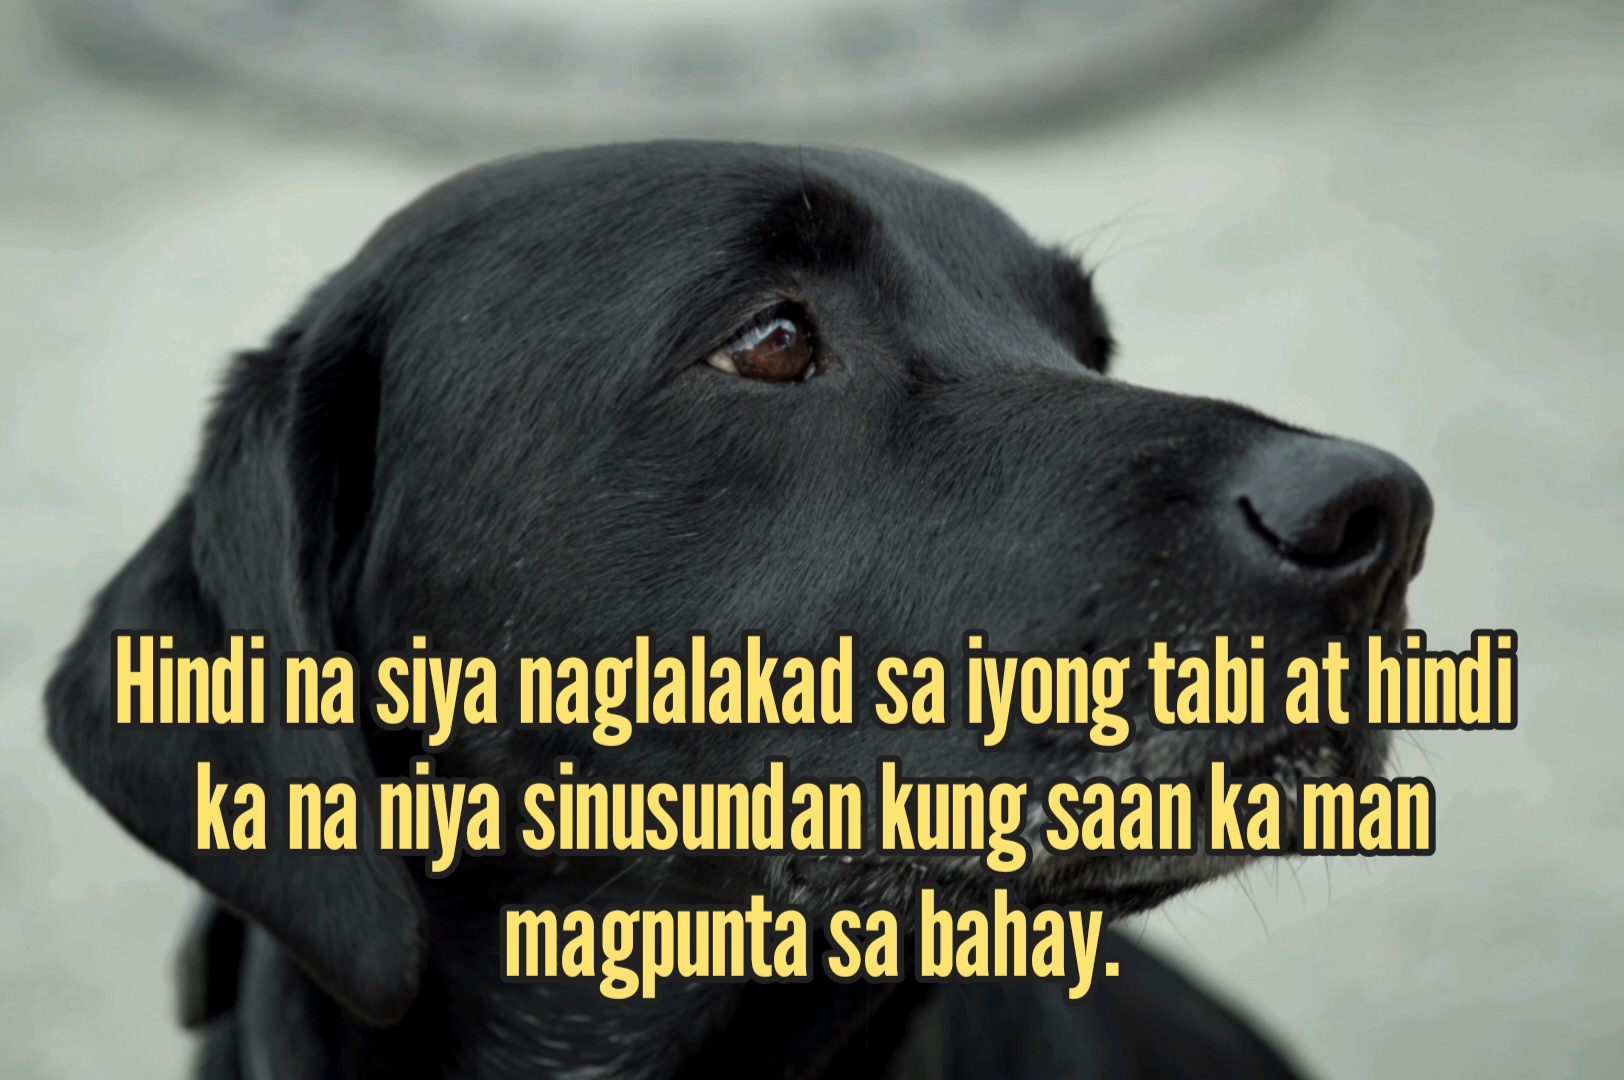 Hindi na siya naglalakad sa iyong tabi at hindi
ka na niya sinusundan kung saan ka man
magpunta sa bahay.